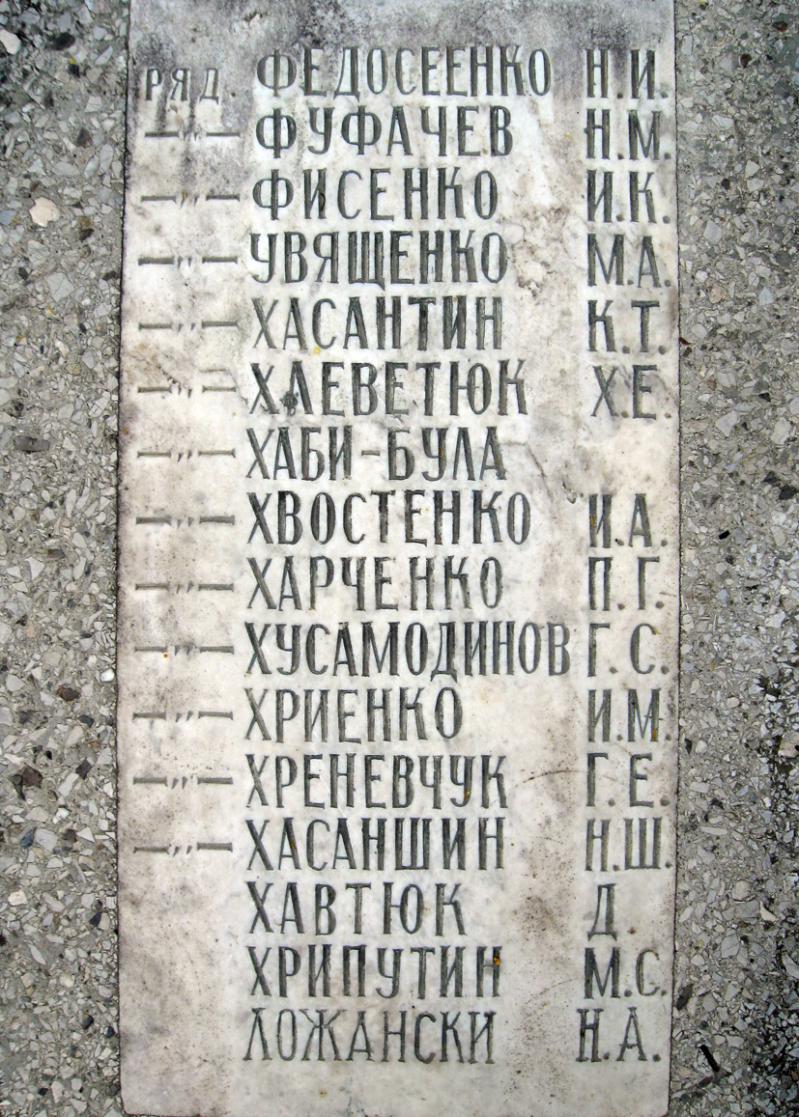 РЯД. ФЕДОСЕЕНКО Н.И.
—"— ФУФАЧЕВ Н.М.
—"— ФИСЕНКО И.К.
—"— УВЯЩЕНКО М.А.
—"— ХАСАНТИН К.Т.
—"— ХЛЕВЕТЮК Х.Е.
—"— ХАБИ-БУЛА
—"— ХВОСТЕНКО И.А.
—"— ХАРЧЕНКО П.Г.
—"— ХУСАМОДИНОВ Г.С.
—"— ХРИЕНКО И.М.
—"— ХРЕНЕВЧУК Г.Е.
—"— ХАСАНШИН Н.Ш.
ХАВТЮК Д
ХРИПУТИН М.С.
ЛОЖАНСКИ Н.А.